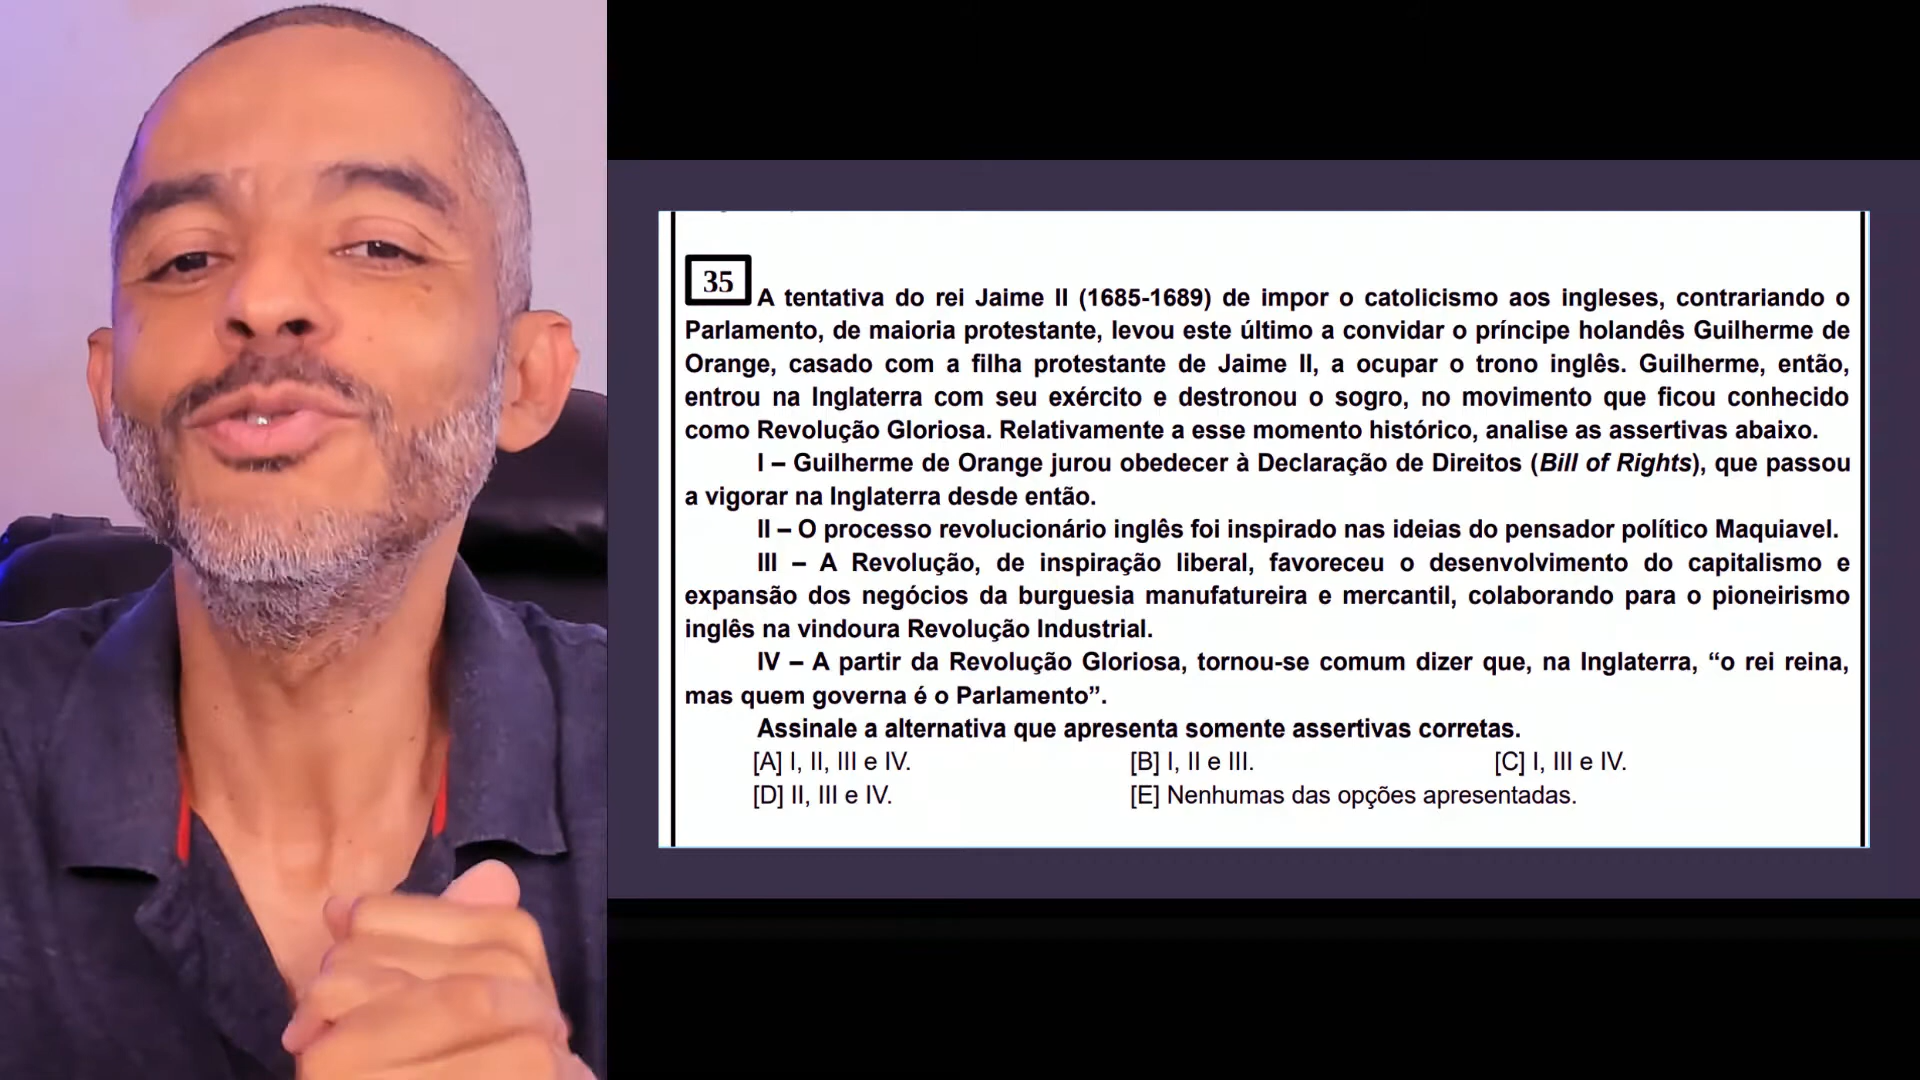 35
A tentativa do rei Jaime II (1685-1689) de impor o catolicismo aos ingleses, contrariando o
Parlamento, de maioria protestante, levou este último a convidar o príncipe holandês Guilherme de
Orange, casado com a filha protestante de Jaime II, a ocupar o trono inglês. Guilherme, então,
entrou na Inglaterra com seu exército e destronou o sogro, no movimento que ficou conhecido
como Revolução Gloriosa. Relativamente a esse momento histórico, analise as assertivas abaixo.
I – Guilherme de Orange jurou obedecer à Declaração de Direitos (Bill of Rights), que passou
a vigorar na Inglaterra desde então.
II – O processo revolucionário inglês foi inspirado nas ideias do pensador político Maquiavel.
III – A Revolução, de inspiração liberal, favoreceu o desenvolvimento do capitalismo e
expansão dos negócios da burguesia manufatureira e mercantil, colaborando para o pioneirismo
inglês na vindoura Revolução Industrial.
IV – A partir da Revolução Gloriosa, tornou-se comum dizer que, na Inglaterra, “o rei reina,
mas quem governa é o Parlamento”.
Assinale a alternativa que apresenta somente assertivas corretas.
[A] I, II, III e IV. [B] I, II e III. [C] I, III e IV.
[D] II, III e IV. [E] Nenhumas das opções apresentadas.